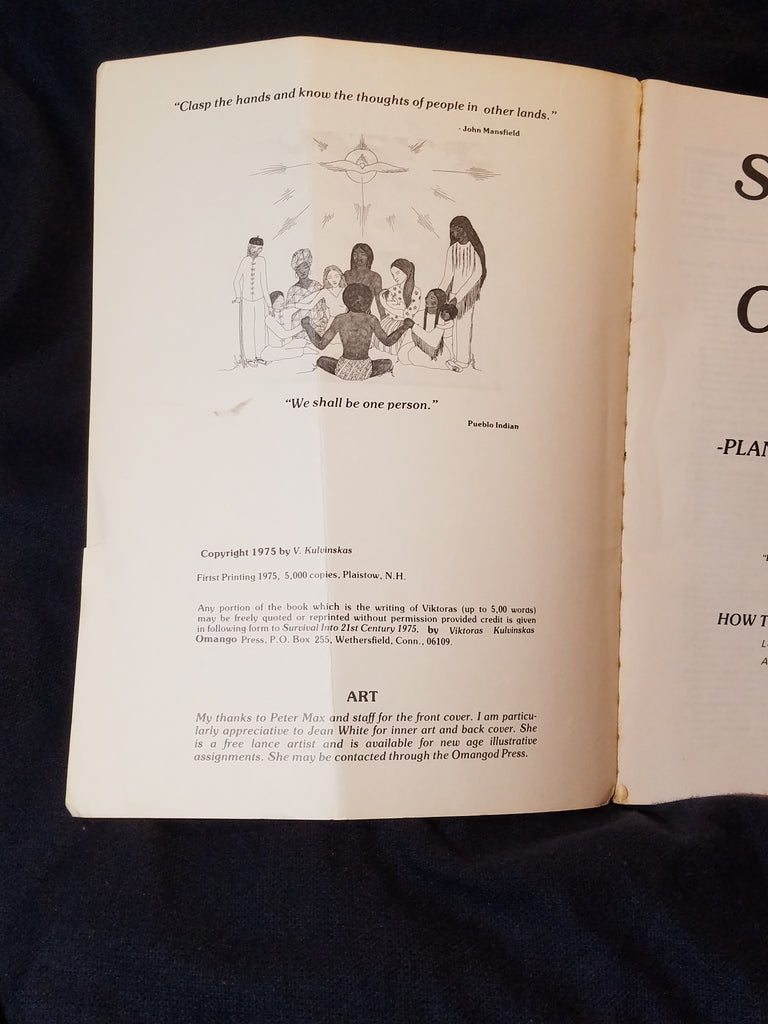 “Clasp the hands and know the thoughts of people in other lands.”
- John Mansfield
“We shall be one person.”
Pueblo Indian
Copyright 1975 by V. Kulvinskas
Firtst Printing 1975, 5,000 copies, Plaistow, N.H.
Any portion of the book which is the writing of Viktoras (up to 5,00 words)
may be freely quoted or reprinted without permission provided credit is given
in following form to Survival Into 21st Century 1975, by Viktoras Kulvinskas
Omango Press, P.O. Box 255, Wethersfield, Conn., 06109.
ART
My thanks to Peter Max and staff for the front cover. I am particu-
larly appreciative to Jean White for inner art and back cover. She
is a free lance artist and is available for new age illustrative
assignments. She may be contacted through the Omangod Press.
S
-PLAN
HOW T
L
A